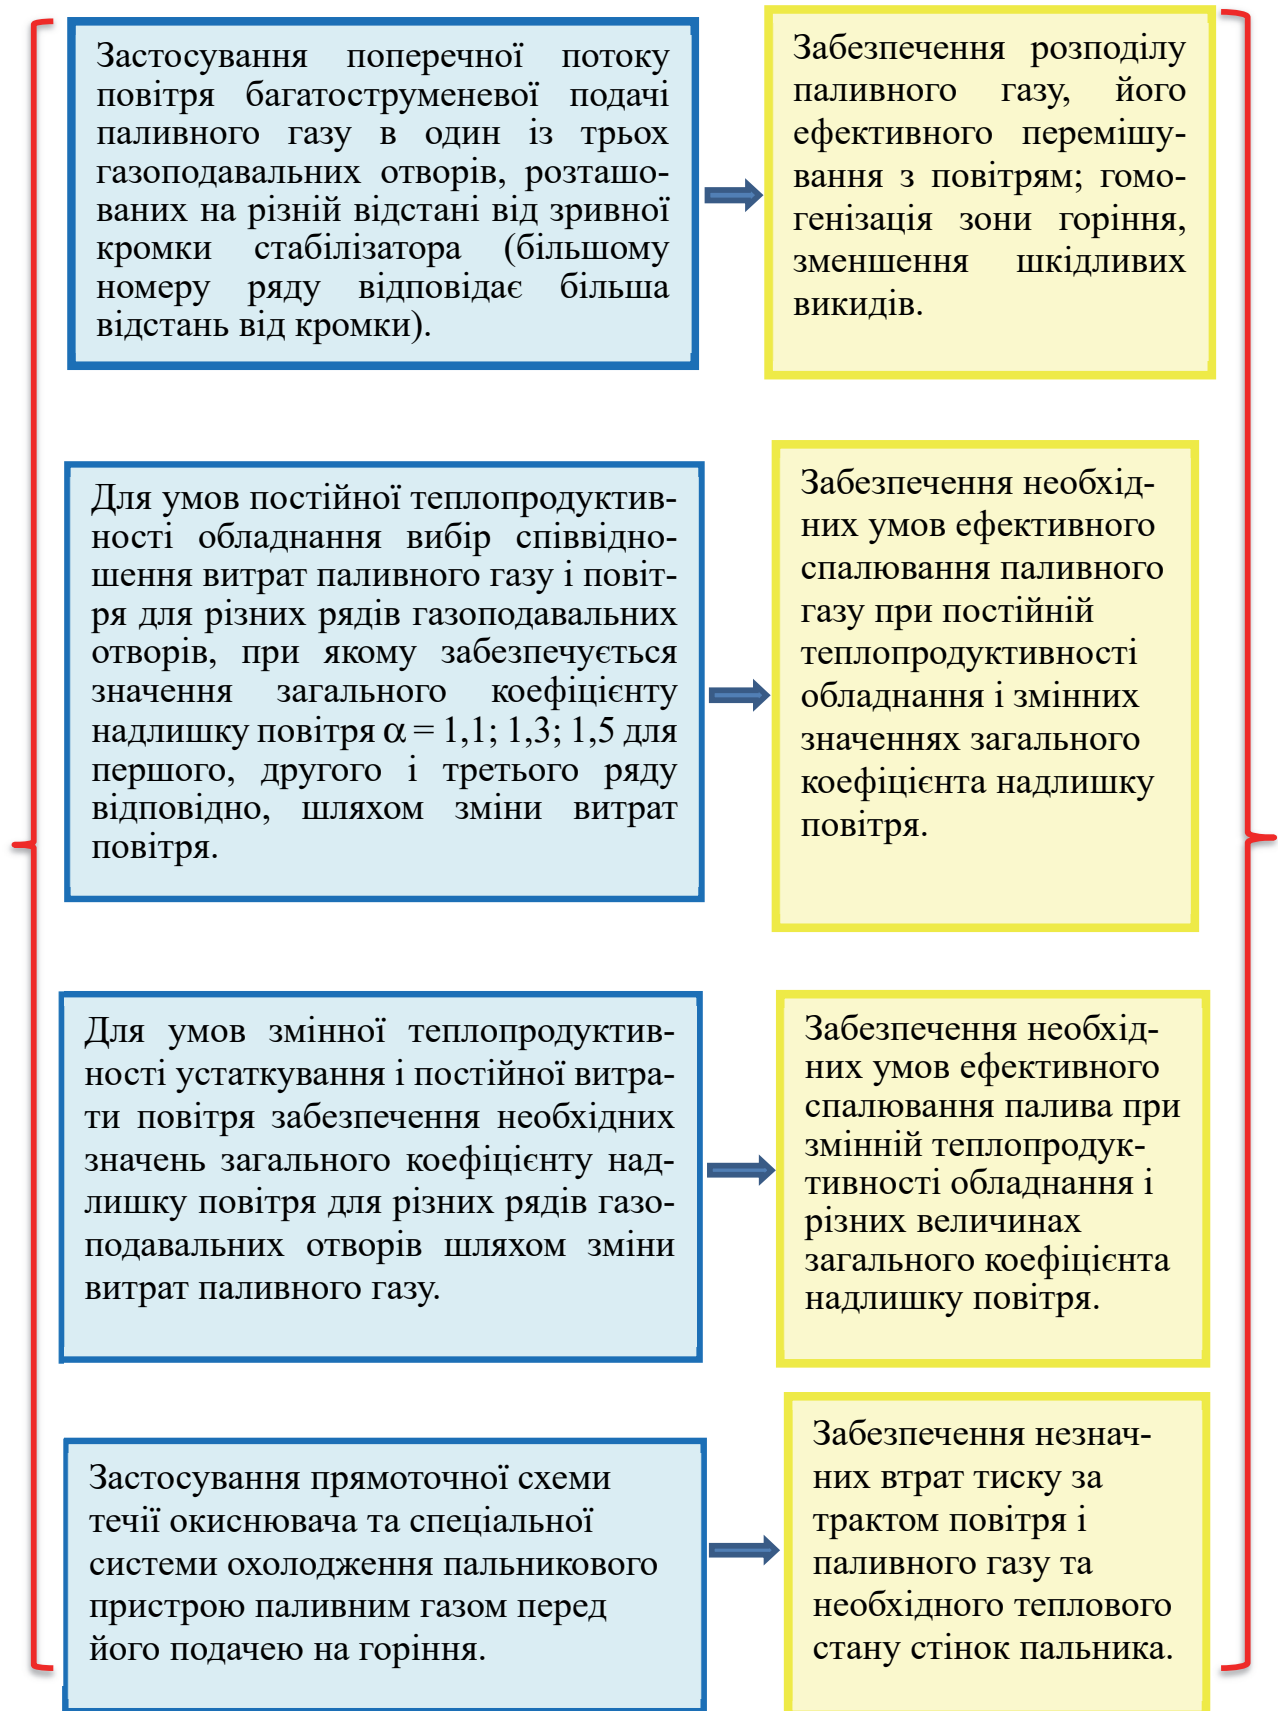 Застосування поперечної потоку
повітря багатоструменевої подачі
паливного газу в один із трьох
газоподавальних отворів, розташо-
ваних на різній відстані від зривної
кромки стабілізатора (більшому
номеру ряду відповідає більша
відстань від кромки).
Забезпечення розподілу
паливного газу, його
ефективного перемішу-
вання з повітрям; гомо-
генізація зони горіння,
зменшення шкідливих
викидів.
Для умов постійної теплопродуктив-
ності обладнання вибір співвідно-
шення витрат паливного газу і повіт-
ря для різних рядів газоподавальних
отворів, при якому забезпечується
значення загального коефіцієнту
надлишку повітря α = 1,1; 1,3; 1,5 для
першого, другого і третього ряду
відповідно, шляхом зміни витрат
повітря.
Забезпечення необхід-
них умов ефективного
спалювання паливного
газу при постійній
теплопродуктивності
обладнання і змінних
значеннях загального
коефіцієнта надлишку
повітря.
Для умов змінної теплопродуктив-
ності устаткування і постійної витра-
ти повітря забезпечення необхідних
значень загального коефіцієнту над-
лишку повітря для різних рядів газо-
подавальних отворів шляхом зміни
витрат паливного газу.
Забезпечення необхід-
них умов ефективного
спалювання палива при
змінній теплопродук-
тивності обладнання і
різних величинах
загального коефіцієнта
надлишку повітря.
Застосування прямоточної схеми
течії окиснювача та спеціальної
системи охолодження пальникового
пристрою паливним газом перед
його подачею на горіння.
Забезпечення незнач-
них втрат тиску за
трактом повітря і
паливного газу та
необхідного теплового
стану стінок пальника.